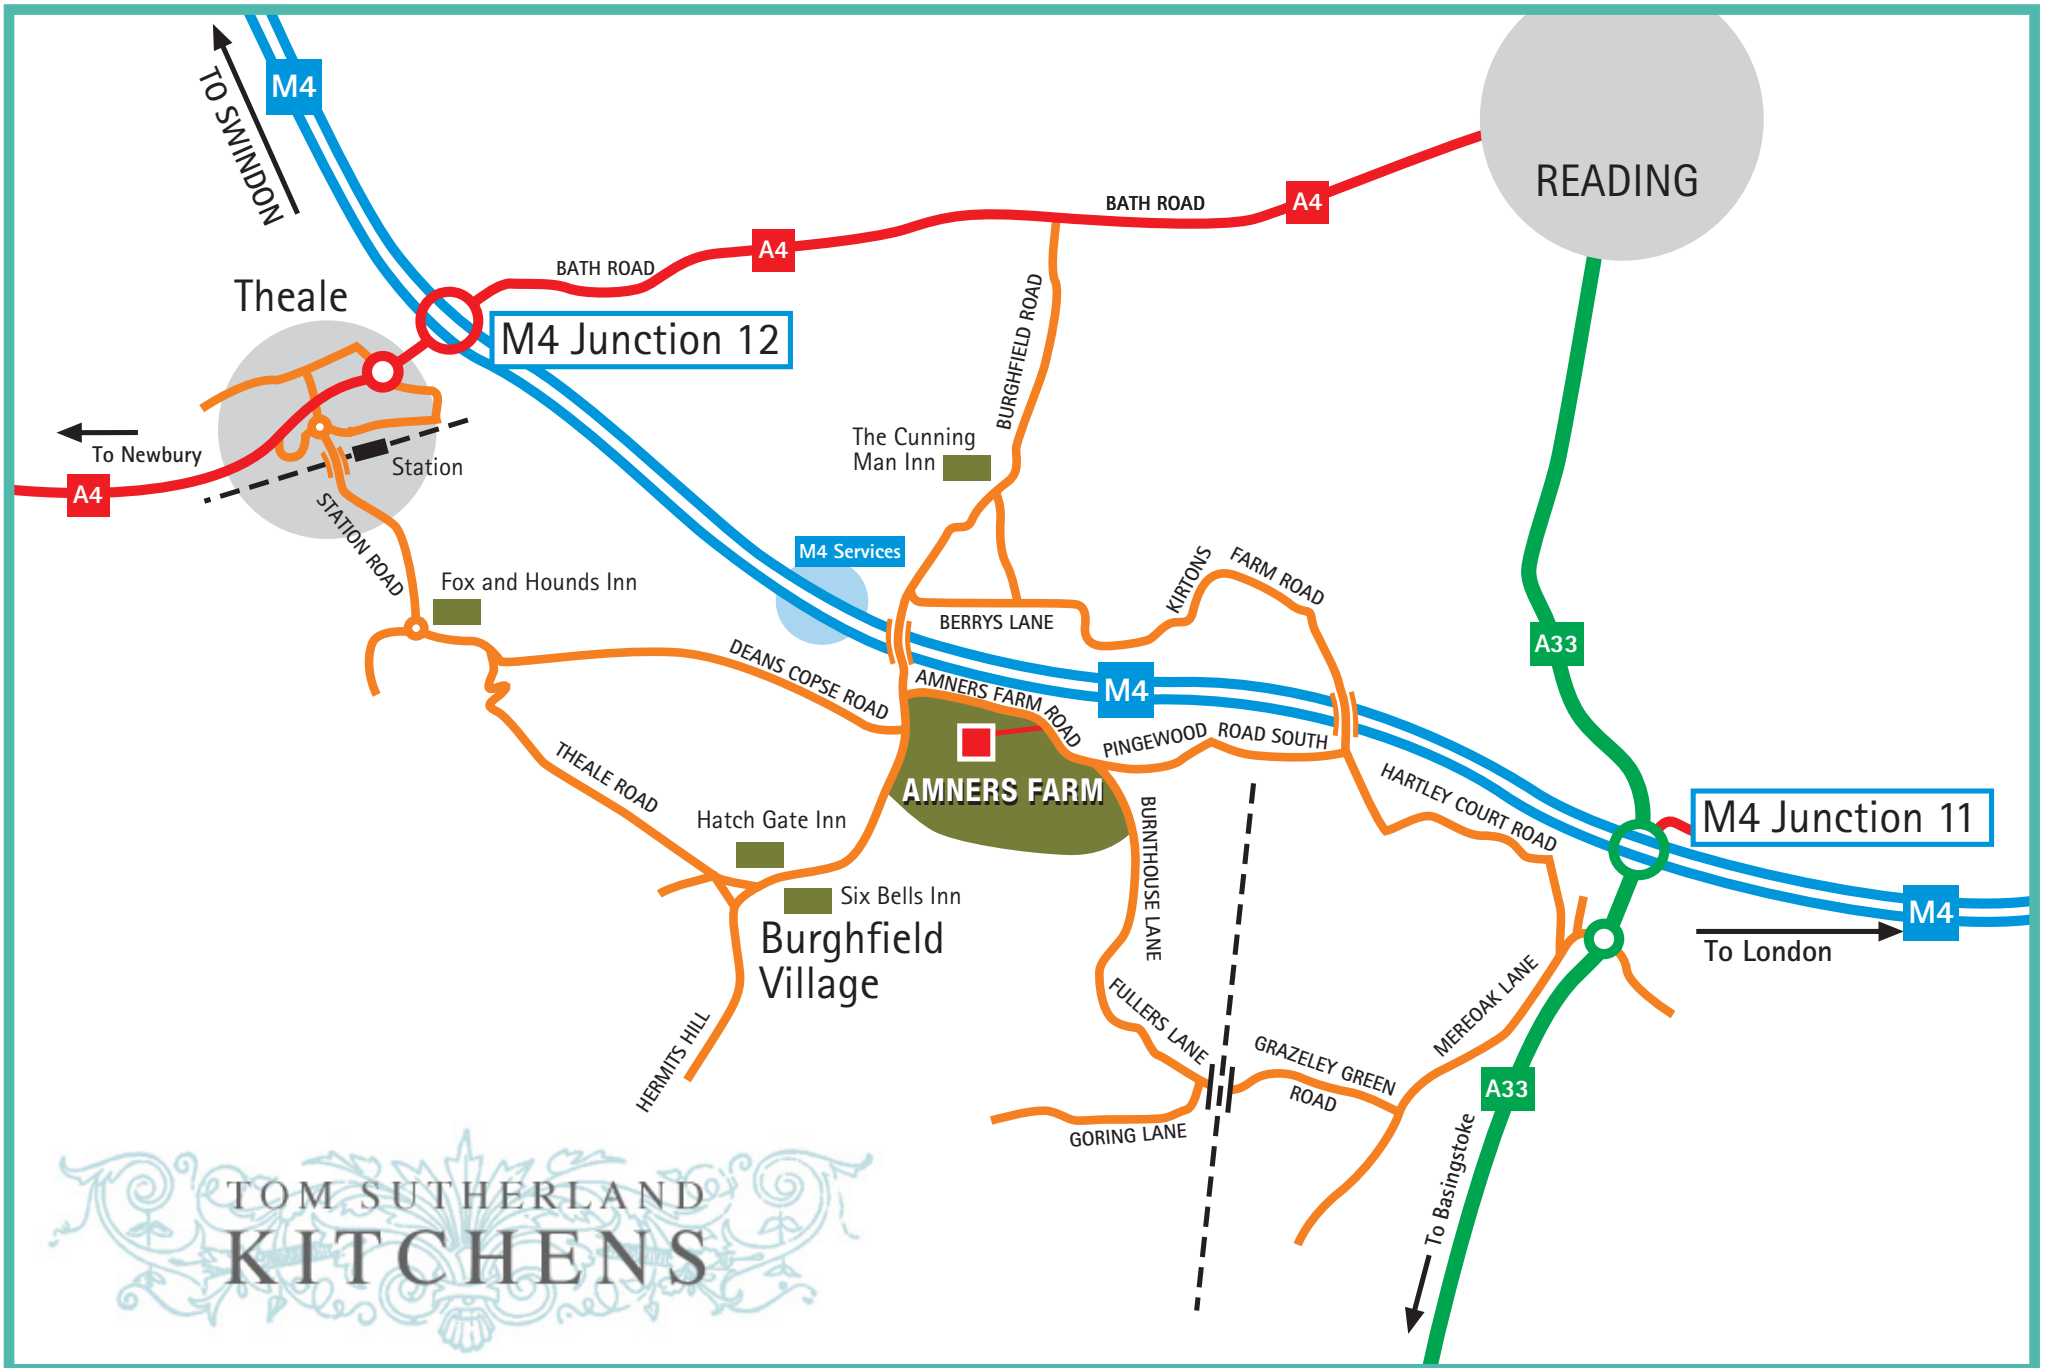 M4
TO SWINDON
READING
BATH ROAD
A4
A4
BATH ROAD
Theale
M4 Junction 12
BURGHFIELD ROAD
To Newbury
A4
Station
STATION ROAD
The Cunning
Man Inn
M4 Services
Fox and Hounds Inn
KIRTONS
FARM ROAD
BERRYS LANE
A33
DEANS COPSE ROAD
AMNERS FARM ROAD
M4
PINGEWOOD
ROAD SOUTH
AMNERS FARM
THEALE ROAD
HARTLEY COURT ROAD
M4 Junction 11
Hatch Gate Inn
BURNTHOUSE LANE
Six Bells Inn
M4
To London
Burghfield
Village
FULLERS LANE
MEREOAK LANE
HERMITS HILL
GRAZELEY GREEN
ROAD
A33
GORING LANE
To Basingstoke
TOM SUTHERLAND
KITCHENS